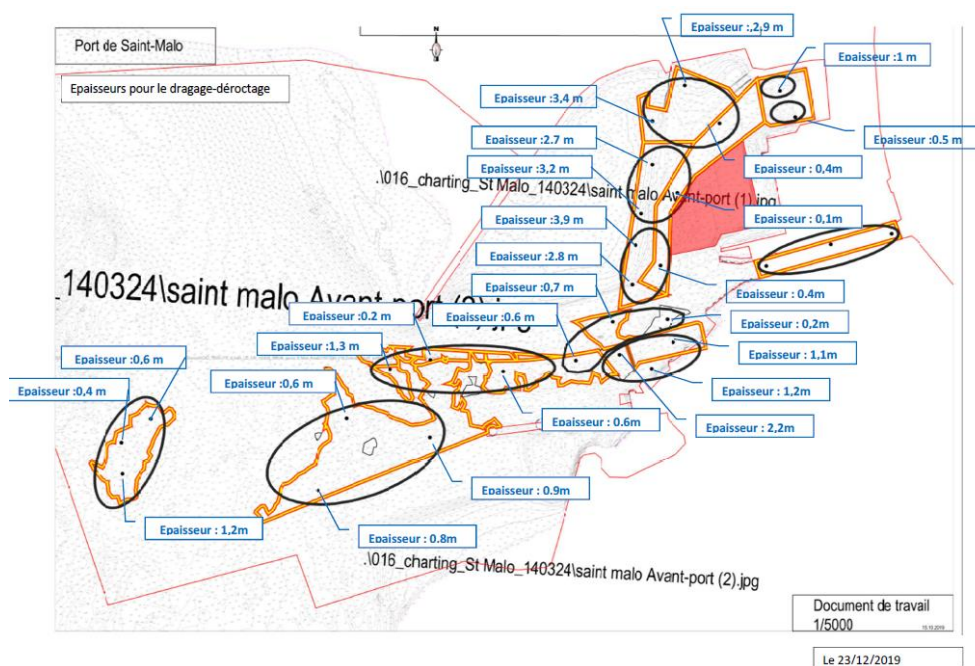 Port de Saint-Malo
Epaisseurs pour le dragage-déroctage
N
Epaisseur :,2,9 m
Epaisseur : 1 m
Epaisseur :3,4 m
Epaisseur :2.7 m
Epaisseur : 0.5 m
Epaisseur :3,2 m
Epaisseur : 0,4m
.\016_charting_St Malo_140324\saint malo Avant-port (1).jpg
Epaisseur : 0,1m
Epaisseur :3,9 m
Epaisseur :2.8 m
Epaisseur :0,7 m
Epaisseur : 0.4m
_140324\saint malo Avant-port (3).jpg
Epaisseur :0.2 m
Epaisseur :0.6 m
Epaisseur : 0,2m
Epaisseur :1,3 m
Epaisseur : 1,1m
Epaisseur :0,6 m
Epaisseur :0,6 m
Epaisseur :0,4 m
Epaisseur : 1,2m
Epaisseur : 0.6m
Epaisseur : 2,2m
Epaisseur : 0.9m
Epaisseur : 1,2m
Epaisseur : 0.8m
.\016_charting_St Malo_140324\saint malo Avant-port (2).jpg
Document de travail
1/5000
Le 23/12/2019